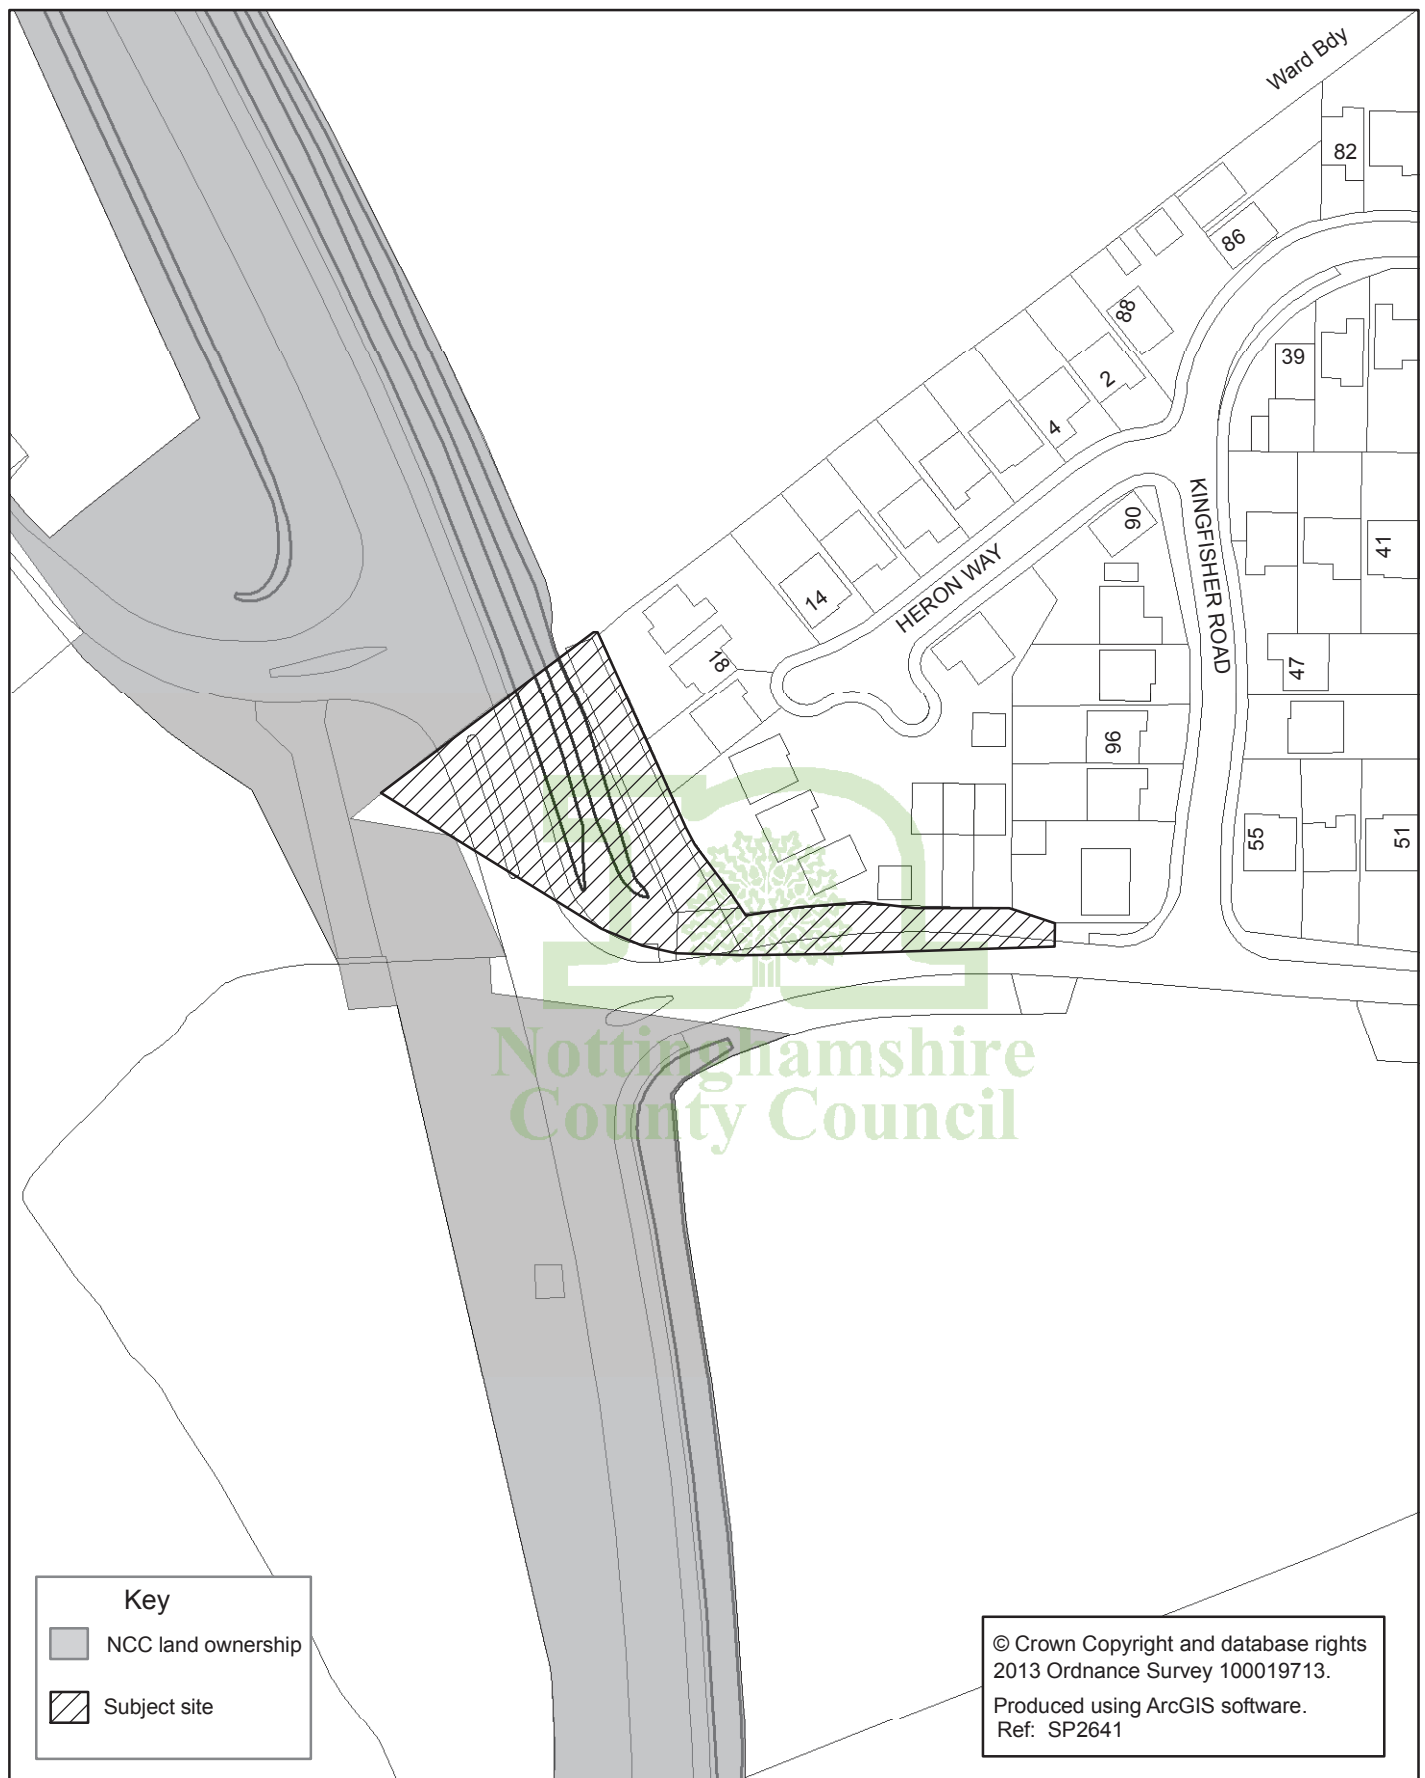 Ward Bdy
82
86
88
39
2
4
90
KINGFISHER ROAD
41
HERON WAY
14
18
47
96
55
51
Nottinghamshire
County Council
Key
NCC land ownership
Subject site
© Crown Copyright and database rights
2013 Ordnance Survey 100019713.
Produced using ArcGIS software.
Ref: SP2641